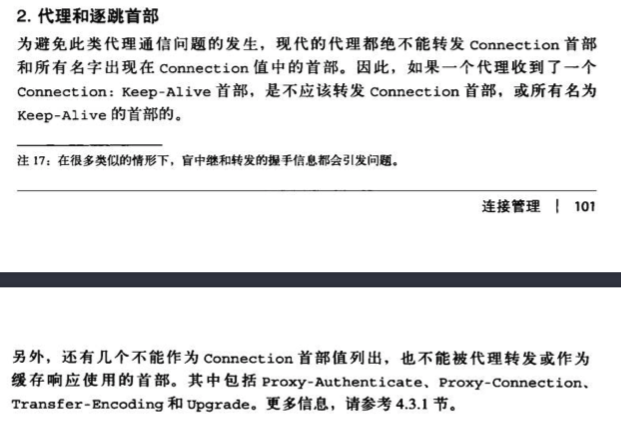 2. 代理和逐跳首部
为避免此类代理通信问题的发生，现代的代理都绝不能转发 Connection 首部
和所有名字出现在 Connection 值中的首部。因此，如果一个代理收到了一个
Connection: Keep-Alive 首部，是不应该转发 Connection 首部，或所有名为
Keep-Alive 的首部的。
注 17：在很多类似的情形下，盲中继和转发的握手信息都会引发问题。
连接管理 | 101
另外，还有几个不能作为 Connection 首部值列出，也不能被代理转发或作为
缓存响应使用的首部。其中包括 Proxy-Authenticate、Proxy-Connection、
Transfer-Encoding 和 Upgrade。更多信息，请参考 4.3.1 节。